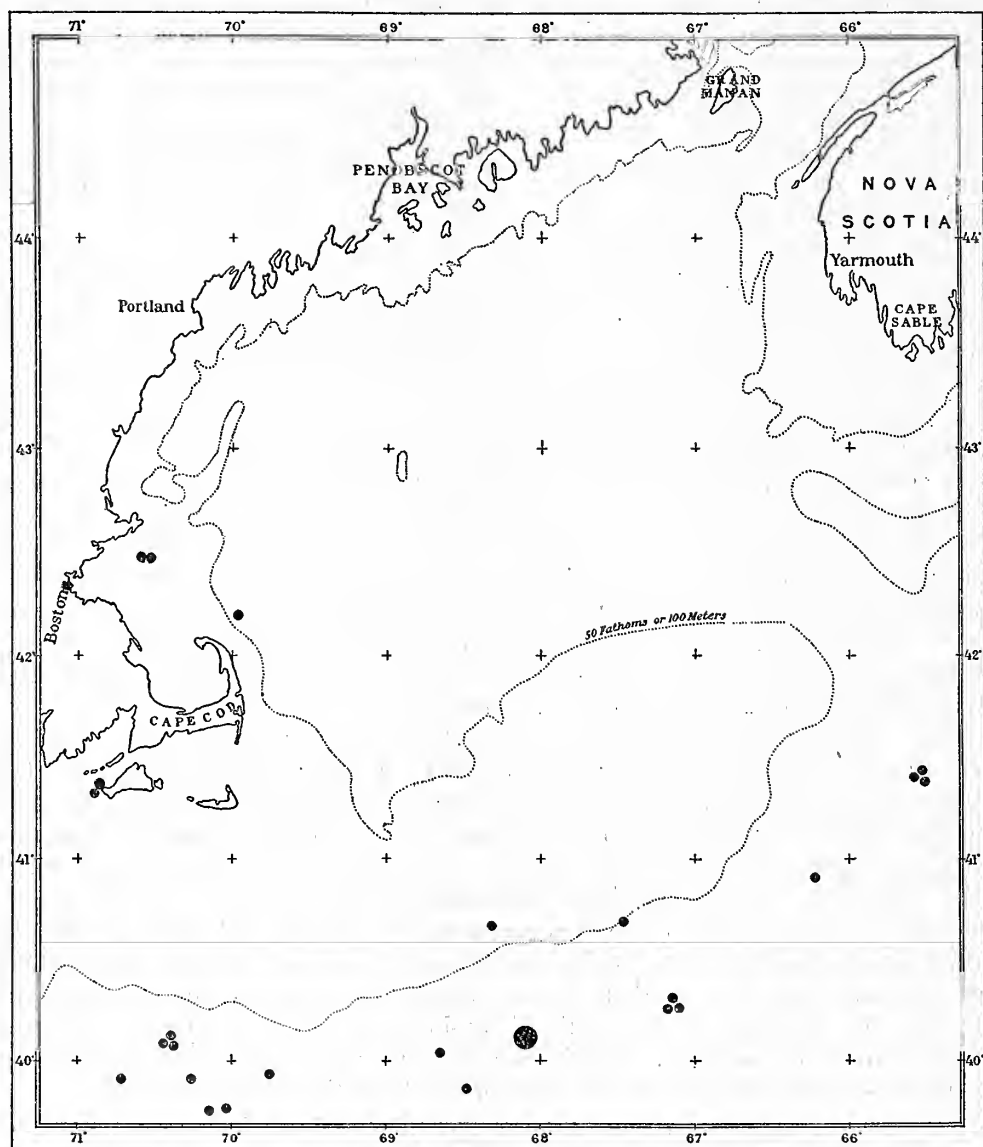 71° 70° 69° 68° 67° 66°
GRAND
MANAN
PENOBSCOT
BAY
NOVA
SCOTIA
44° 44°
Yarmouth
Portland
CAPE
SABLE
43° 43°
Boston
50 Fathoms or 100 Meters
42° 42°
CAPE COD
41° 41°
40° 40°
71° 70° 69° 68° 67° 66°